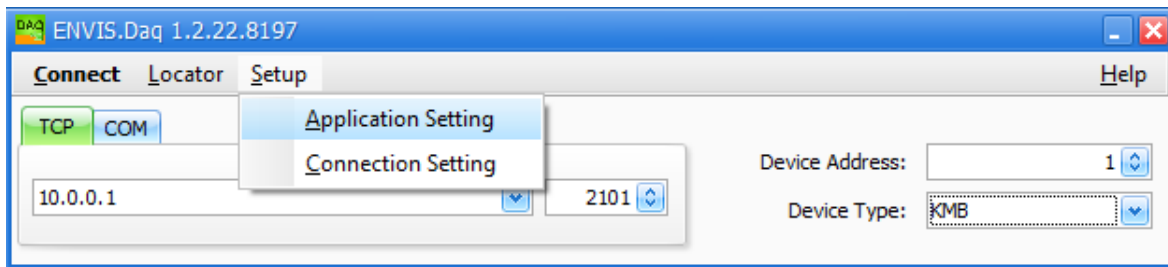 DAQ ENVIS.Daq 1.2.22.8197
Connect Locator Setup Help
Application Setting
TCP COM
Connection Setting
Device Address: 1
10.0.0.1 2101
Device Type: KMB